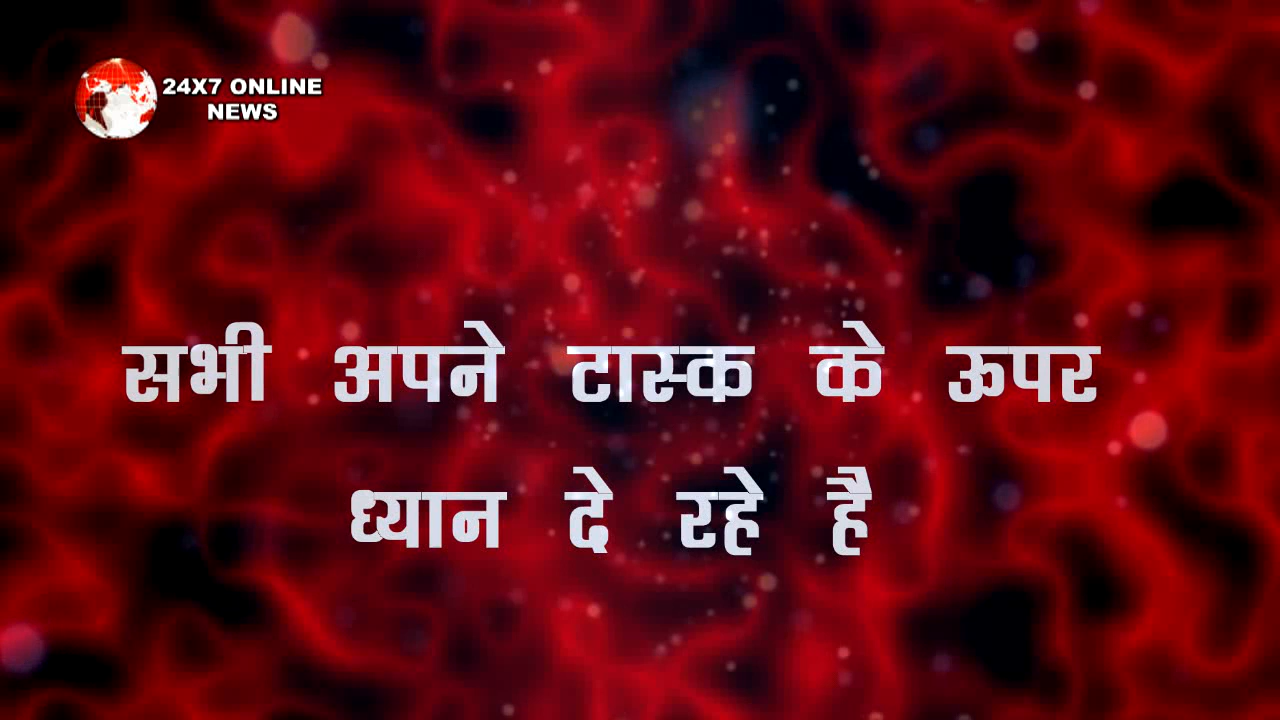 24X7 ONLINE
NEWS
सभी अपने टास्क के ऊपर
ध्यान दे रहे है